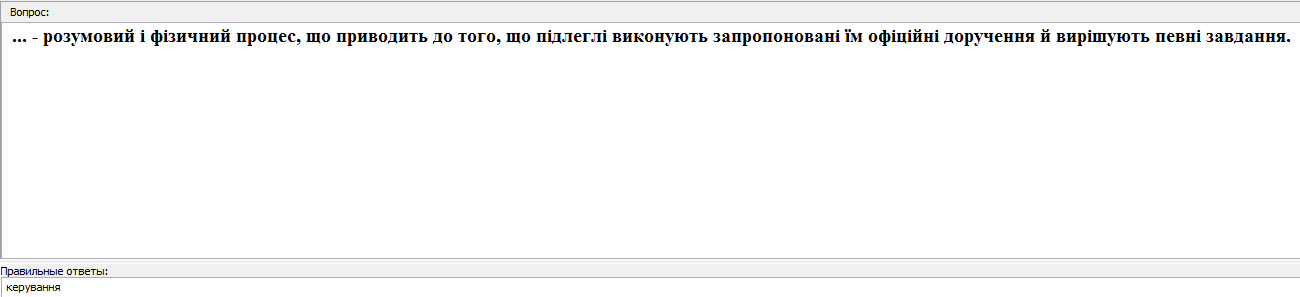 Вопрос:
... - розумовий і фізичний процес, що приводить до того, що підлеглі виконують запропоновані їм офіційні доручення й вирішують певні завдання.
Правильные ответы:
керування